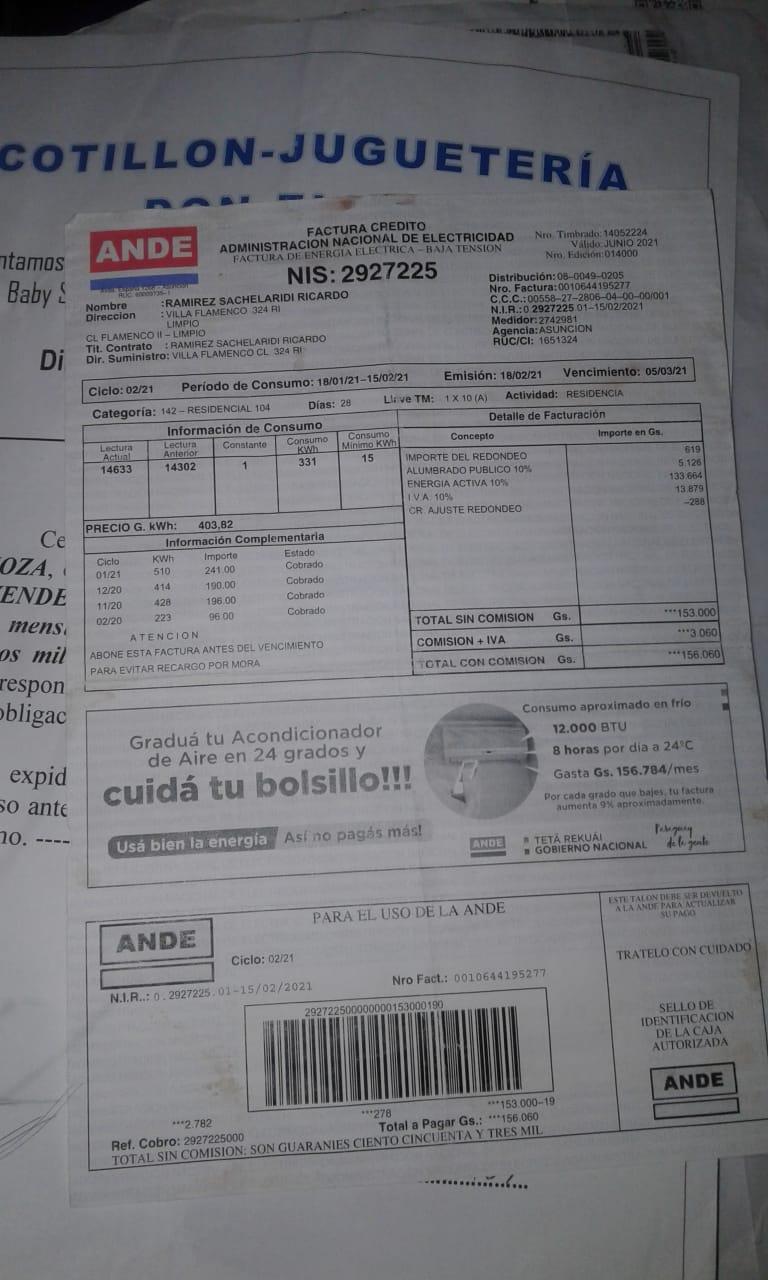 COTILLON-JUGUETERÍA
ntamos
Baby
Di
Ce
OZA,
ENDE
mens
os mil
respon
obligac
expid
so ante
no. ----
ANDE
FACTURA CREDITO
ADMINISTRACION NACIONAL DE ELECTRICIDAD
FACTURA DE ENERGIA ELECTRICA – BAJA TENSION
NIS: 2927225
Nro. Timbrado: 14052224
Válido: JUNIO 2021
Nro. Edición: 014000
Nombre : RAMIREZ SACHELARIDI RICARDO
Direccion : VILLA FLAMENCO 324 RI
LIMPIO
CL FLAMENCO II – LIMPIO
Tit. Contrato : RAMIREZ SACHELARIDI RICARDO
Dir. Suministro: VILLA FLAMENCO CL 324 RI
Distribución: 08-0049-0205
Nro. Factura: 0010644195277
C.C.C.: 00558-27-2806-04-00-00/001
N.I.R.: 0 2927225 01-15/02/2021
Medidor: 2742981
Agencia: ASUNCION
RUC/CI: 1651324
Ciclo: 02/21 Período de Consumo: 18/01/21-15/02/21 Emisión: 18/02/21 Vencimiento: 05/03/21
Categoría: 142 – RESIDENCIAL 104 Días: 28 Llave TM: 1 X 10 (A) Actividad: RESIDENCIA
Información de Consumo
Lectura Actual Lectura Anterior Constante Consumo KWh Consumo Mínimo KWh
14633 14302 1 331 15
PRECIO G. kWh: 403,82
Información Complementaria
Ciclo KWh Importe Estado
01/21 510 241.00 Cobrado
12/20 414 190.00 Cobrado
11/20 428 196.00 Cobrado
02/20 223 96.00 Cobrado
ATENCION
ABONE ESTA FACTURA ANTES DEL VENCIMIENTO
PARA EVITAR RECARGO POR MORA
Detalle de Facturación
Concepto Importe en Gs.
IMPORTE DEL REDONDEO 619
ALUMBRADO PUBLICO 10% 5.126
ENERGIA ACTIVA 10% 133.664
I.V.A. 10% 13.879
CR. AJUSTE REDONDEO -288
TOTAL SIN COMISION Gs. ***153.000
COMISION + IVA Gs. ***3.060
TOTAL CON COMISION Gs. ***156.060
Graduá tu Acondicionador
de Aire en 24 grados y
cuidá tu bolsillo!!!
Usá bien la energía Así no pagás más!
Consumo aproximado en frío
12.000 BTU
8 horas por dia a 24°C
Gasta Gs. 156.784/mes
Por cada grado que bajes, tu factura
aumenta 9% aproximadamente.
ANDE
TETÃ REKUÁI
GOBIERNO NACIONAL
Paraguay
de la gente
ANDE
PARA EL USO DE LA ANDE
Ciclo: 02/21
N.I.R..: 0. 2927225. 01-15/02/2021
Nro Fact.: 0010644195277
292722500000000153000190
***2.782
***278
***153.000-19
Ref. Cobro: 2927225000
Total a Pagar Gs.: ***156.060
TOTAL SIN COMISION: SON GUARANIES CIENTO CINCUENTA Y TRES MIL
ESTE TALON DEBE SER DEVUELTO
A LA ANDE PARA ACTUALIZAR
SU PAGO
TRATELO CON CUIDADO
SELLO DE
IDENTIFICACION
DE LA CAJA
AUTORIZADA
ANDE